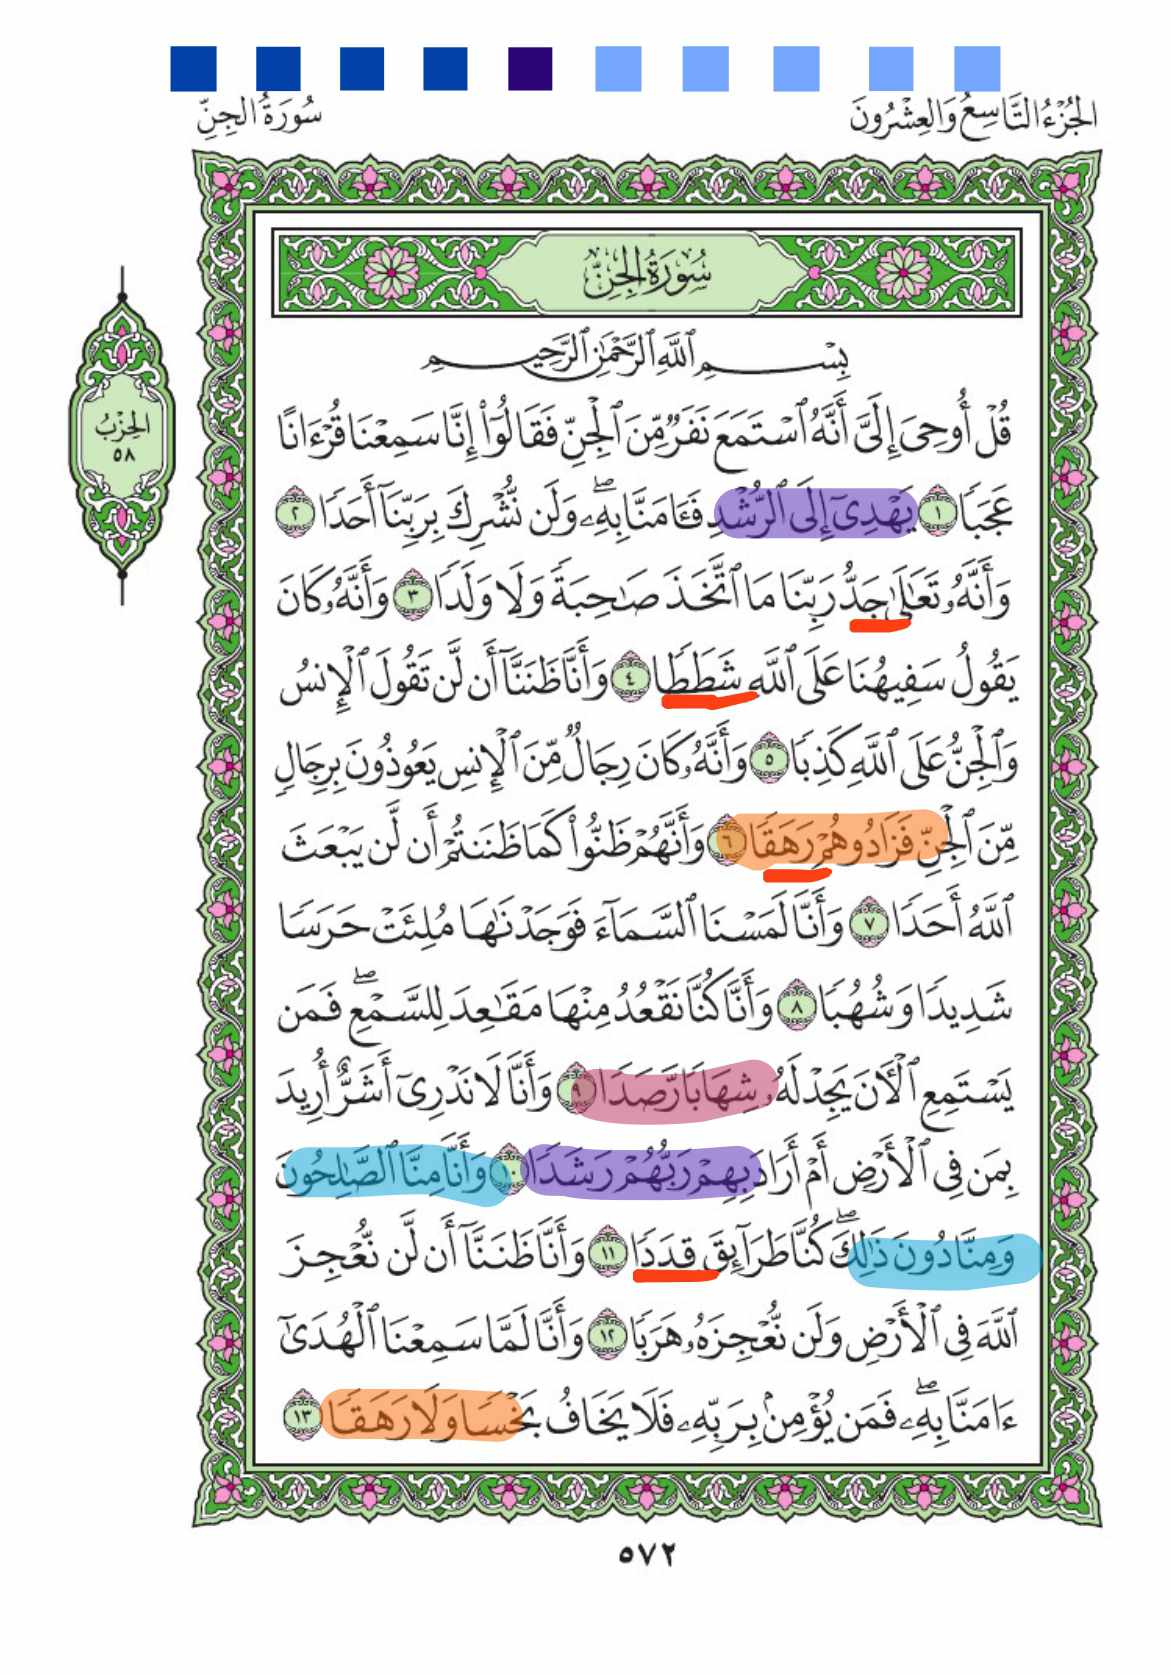 الجُزْءُ التَّاسِعُ وَالعِشْرُونَ
سُورَةُ الجِنِّ
سُورَةُ الجِنِّ
بِسْمِ ٱللَّهِ ٱلرَّحْمَٰنِ ٱلرَّحِيمِ
قُلْ أُوحِىَ إِلَىَّ أَنَّهُ ٱسْتَمَعَ نَفَرٌ مِّنَ ٱلْجِنِّ فَقَالُوٓا۟ إِنَّا سَمِعْنَا قُرْءَانًا
عَجَبًا ١ يَهْدِىٓ إِلَى ٱلرُّشْدِ فَـَٔامَنَّا بِهِۦ ۖ وَلَن نُّشْرِكَ بِرَبِّنَآ أَحَدًا ٢
وَأَنَّهُۥ تَعَٰلَىٰ جَدُّ رَبِّنَا مَا ٱتَّخَذَ صَٰحِبَةً وَلَا وَلَدًا ٣ وَأَنَّهُۥ كَانَ
يَقُولُ سَفِيهُنَا عَلَى ٱللَّهِ شَطَطًا ٤ وَأَنَّا ظَنَنَّآ أَن لَّن تَقُولَ ٱلْإِنسُ
وَٱلْجِنُّ عَلَى ٱللَّهِ كَذِبًا ٥ وَأَنَّهُۥ كَانَ رِجَالٌ مِّنَ ٱلْإِنسِ يَعُوذُونَ بِرِجَالٍ
مِّنَ ٱلْجِنِّ فَزَادُوهُمْ رَهَقًا ٦ وَأَنَّهُمْ ظَنُّوا۟ كَمَا ظَنَنتُمْ أَن لَّن يَبْعَثَ
ٱللَّهُ أَحَدًا ٧ وَأَنَّا لَمَسْنَا ٱلسَّمَآءَ فَوَجَدْنَٰهَا مُلِئَتْ حَرَسًا
شَدِيدًا وَشُهُبًا ٨ وَأَنَّا كُنَّا نَقْعُدُ مِنْهَا مَقَٰعِدَ لِلسَّمْعِ ۖ فَمَن
يَسْتَمِعِ ٱلْـَٔانَ يَجِدْ لَهُۥ شِهَابًا رَّصَدًا ٩ وَأَنَّا لَا نَدْرِىٓ أَشَرٌّ أُرِيدَ
بِمَن فِى ٱلْأَرْضِ أَمْ أَرَادَ بِهِمْ رَبُّهُمْ رَشَدًا ١٠ وَأَنَّا مِنَّا ٱلصَّٰلِحُونَ
وَمِنَّا دُونَ ذَٰلِكَ ۖ كُنَّا طَرَآئِقَ قِدَدًا ١١ وَأَنَّا ظَنَنَّآ أَن لَّن نُّعْجِزَ
ٱللَّهَ فِى ٱلْأَرْضِ وَلَن نُّعْجِزَهُۥ هَرَبًا ١٢ وَأَنَّا لَمَّا سَمِعْنَا ٱلْهُدَىٰٓ
ءَامَنَّا بِهِۦ ۖ فَمَن يُؤْمِنۢ بِرَبِّهِۦ فَلَا يَخَافُ بَخْسًا وَلَا رَهَقًا ١٣
الحِزْبُ
٥٨
٥٧٢